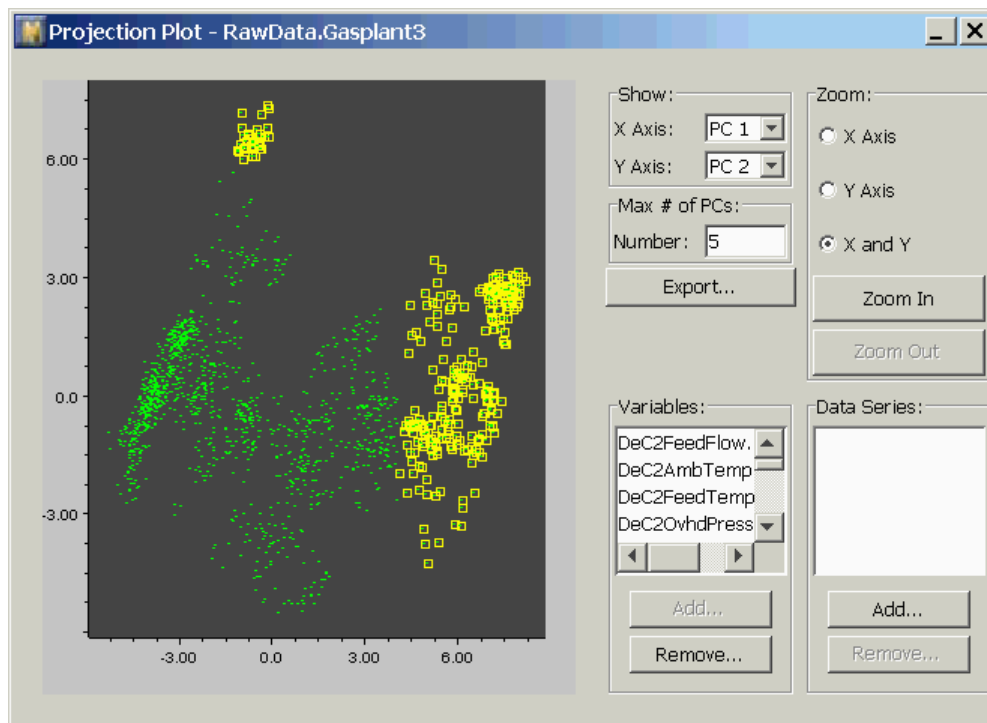 Projection Plot - RawData.Gasplant3
6.00
3.00
0.0
-3.00
-3.00
0.0
3.00
6.00
Show:
X Axis:
PC 1
Y Axis:
PC 2
Max # of PCs:
Number:
5
Export...
Zoom:
X Axis
Y Axis
X and Y
Zoom In
Zoom Out
Variables:
DeC2FeedFlow.
DeC2AmbTemp
DeC2FeedTemp
DeC2OvhdPress
Add...
Remove...
Data Series:
Add...
Remove...